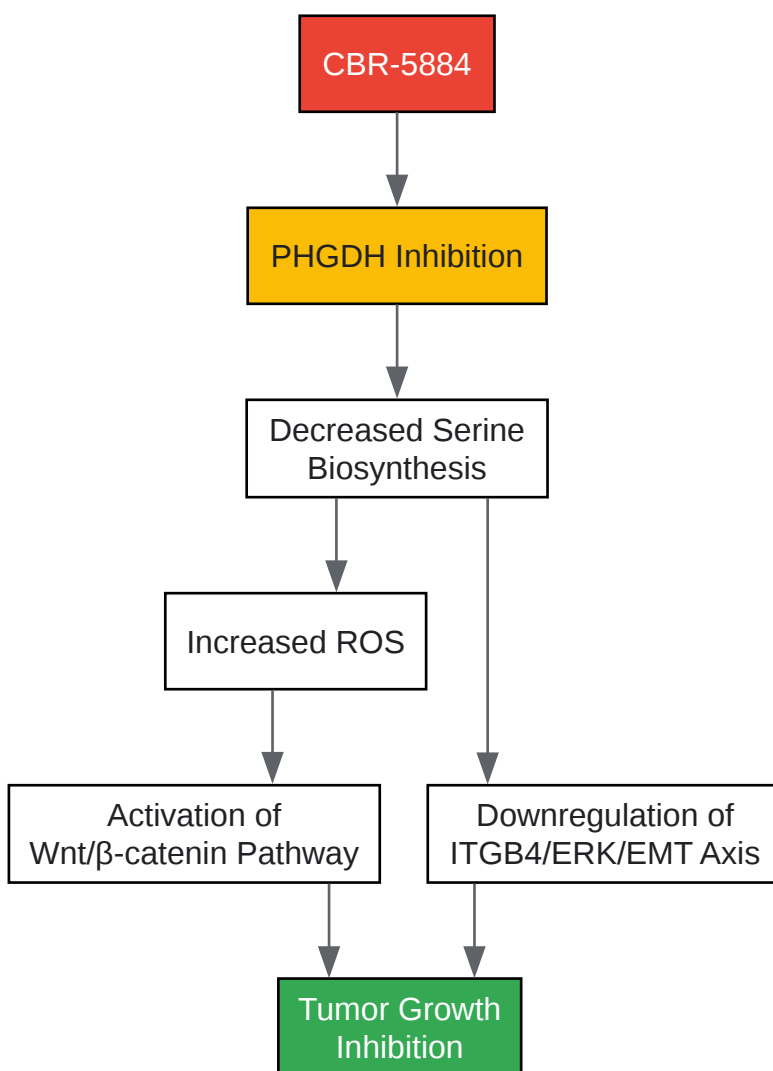 CBR-5884
PHGDH Inhibition
Decreased Serine
Biosynthesis
Increased ROS
Activation of
Wnt/β-catenin Pathway
Downregulation of
ITGB4/ERK/EMT Axis
Tumor Growth
Inhibition